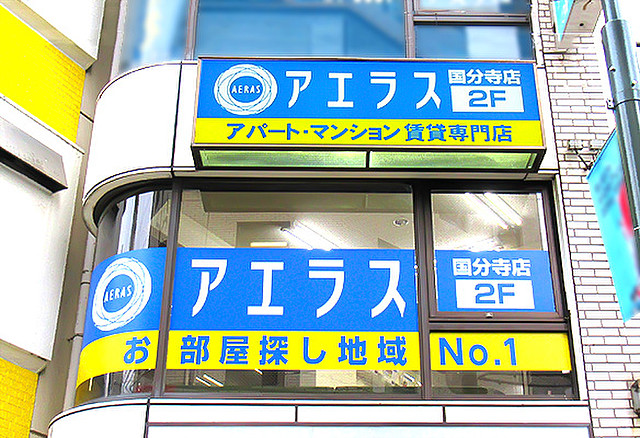 AERAS
アエラス
国分寺店
2F
アパート・マンション賃貸専門店
AERAS
アエラス
国分寺店
2F
お部屋探し地域No.1